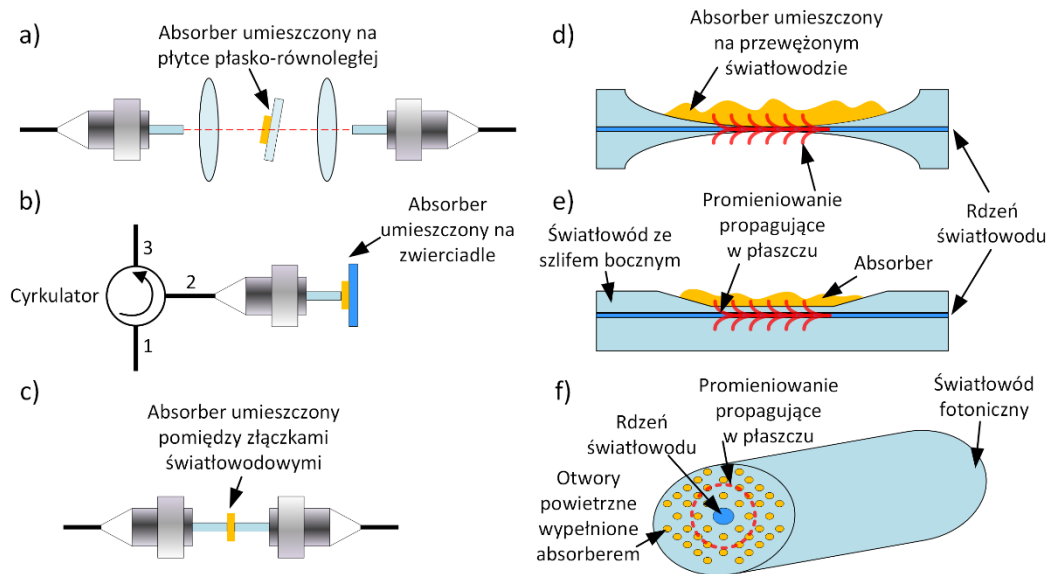 a)
Absorber umieszczony na
płytce płasko-równoległej
b)
3
Cyrkulator
2
1
Absorber
umieszczony na
zwierciadle
c)
Absorber umieszczony
pomiędzy złączkami
światłowodowymi
d)
Absorber umieszczony
na przewężonym
światłowodzie
e)
Promieniowanie
propagujące
w płaszczu
Rdzeń
światłowodu
Światłowód ze
szlifem bocznym
Absorber
f)
Promieniowanie
propagujące
w płaszczu
Światłowód
fotoniczny
Rdzeń
światłowodu
Otwory
powietrzne
wypełnione
absorberem